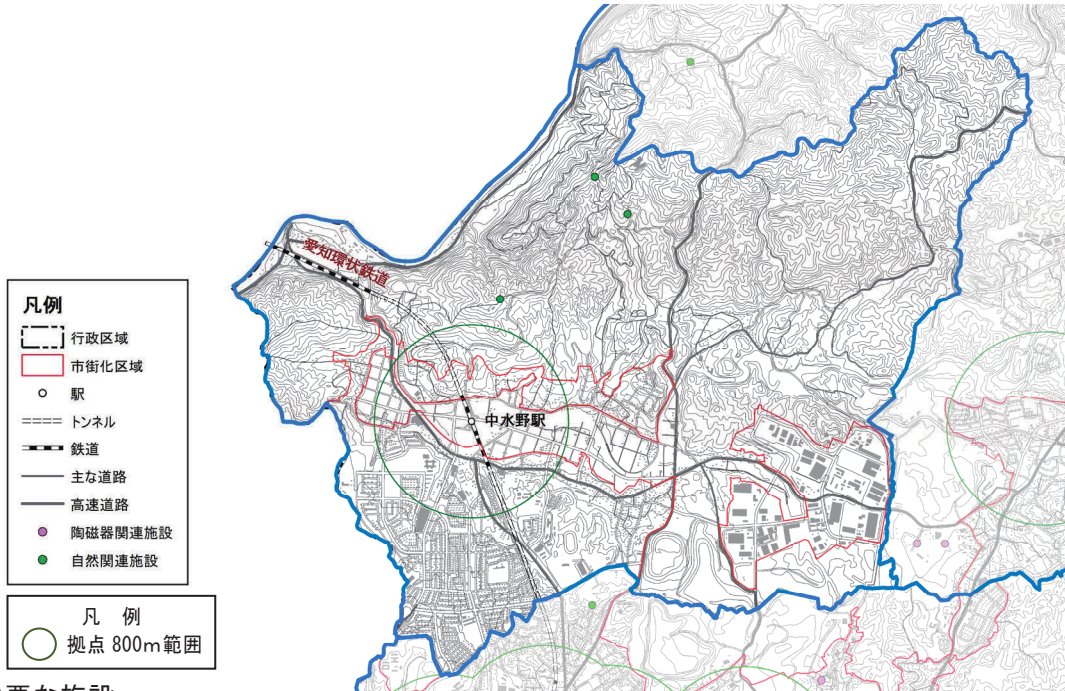 愛知環状鉄道
中水野駅
凡例
行政区域
市街化区域
駅
トンネル
鉄道
主な道路
高速道路
陶磁器関連施設
自然関連施設
凡 例
拠点 800m範囲